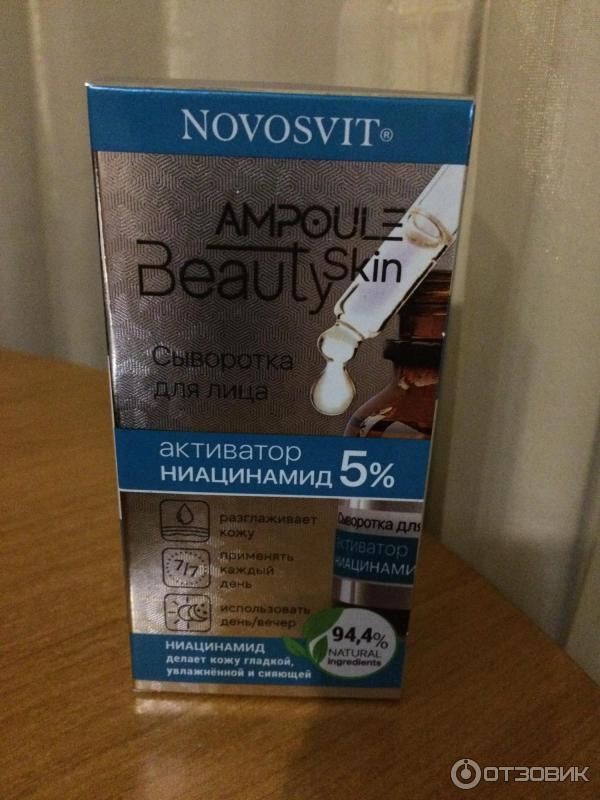 NOVOSVIT®
AMPOULE
Beauty Skin
Сыворотка
для лица
активатор
НИАЦИНАМИД 5%
разглаживает
кожу
7/7
применять
каждый
день
использовать
день/вечер
Сыворотка для
активатор
НИАЦИНАМИ
НИАЦИНАМИД
делает кожу гладкой,
увлажнённой и сияющей
94,4%
NATURAL
ingredients
ОТЗОВИК